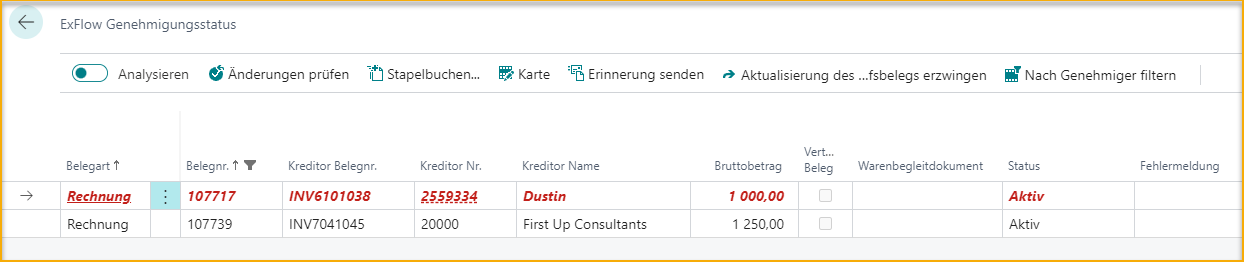 ExFlow Genehmigungsstatus
Analysieren Änderungen prüfen Stapelbuchen... Karte Erinnerung senden Aktualisierung des ...fsbelegs erzwingen Nach Genehmiger filtern
Belegart ↑ Belegnr. ↑ Kreditor Belegnr. Kreditor Nr. Kreditor Name Bruttobetrag Vert... Beleg Warenbegleitdokument Status Fehlermeldung
Rechnung 107717 INV6101038 2559334 Dustin 1 000,00 Aktiv
Rechnung 107739 INV7041045 20000 First Up Consultants 1 250,00 Aktiv